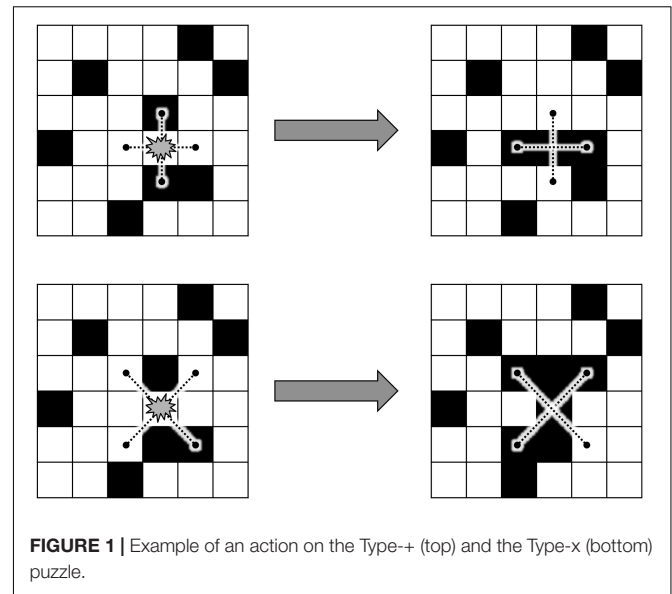 FIGURE 1 | Example of an action on the Type-+ (top) and the Type-x (bottom)
puzzle.